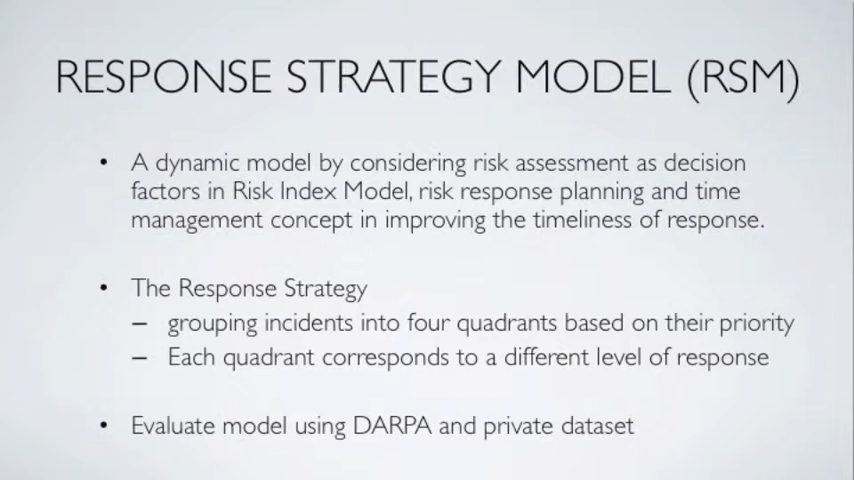 RESPONSE STRATEGY MODEL (RSM)
• A dynamic model by considering risk assessment as decision
factors in Risk Index Model, risk response planning and time
management concept in improving the timeliness of response.
• The Response Strategy
– grouping incidents into four quadrants based on their priority
– Each quadrant corresponds to a different level of response
• Evaluate model using DARPA and private dataset